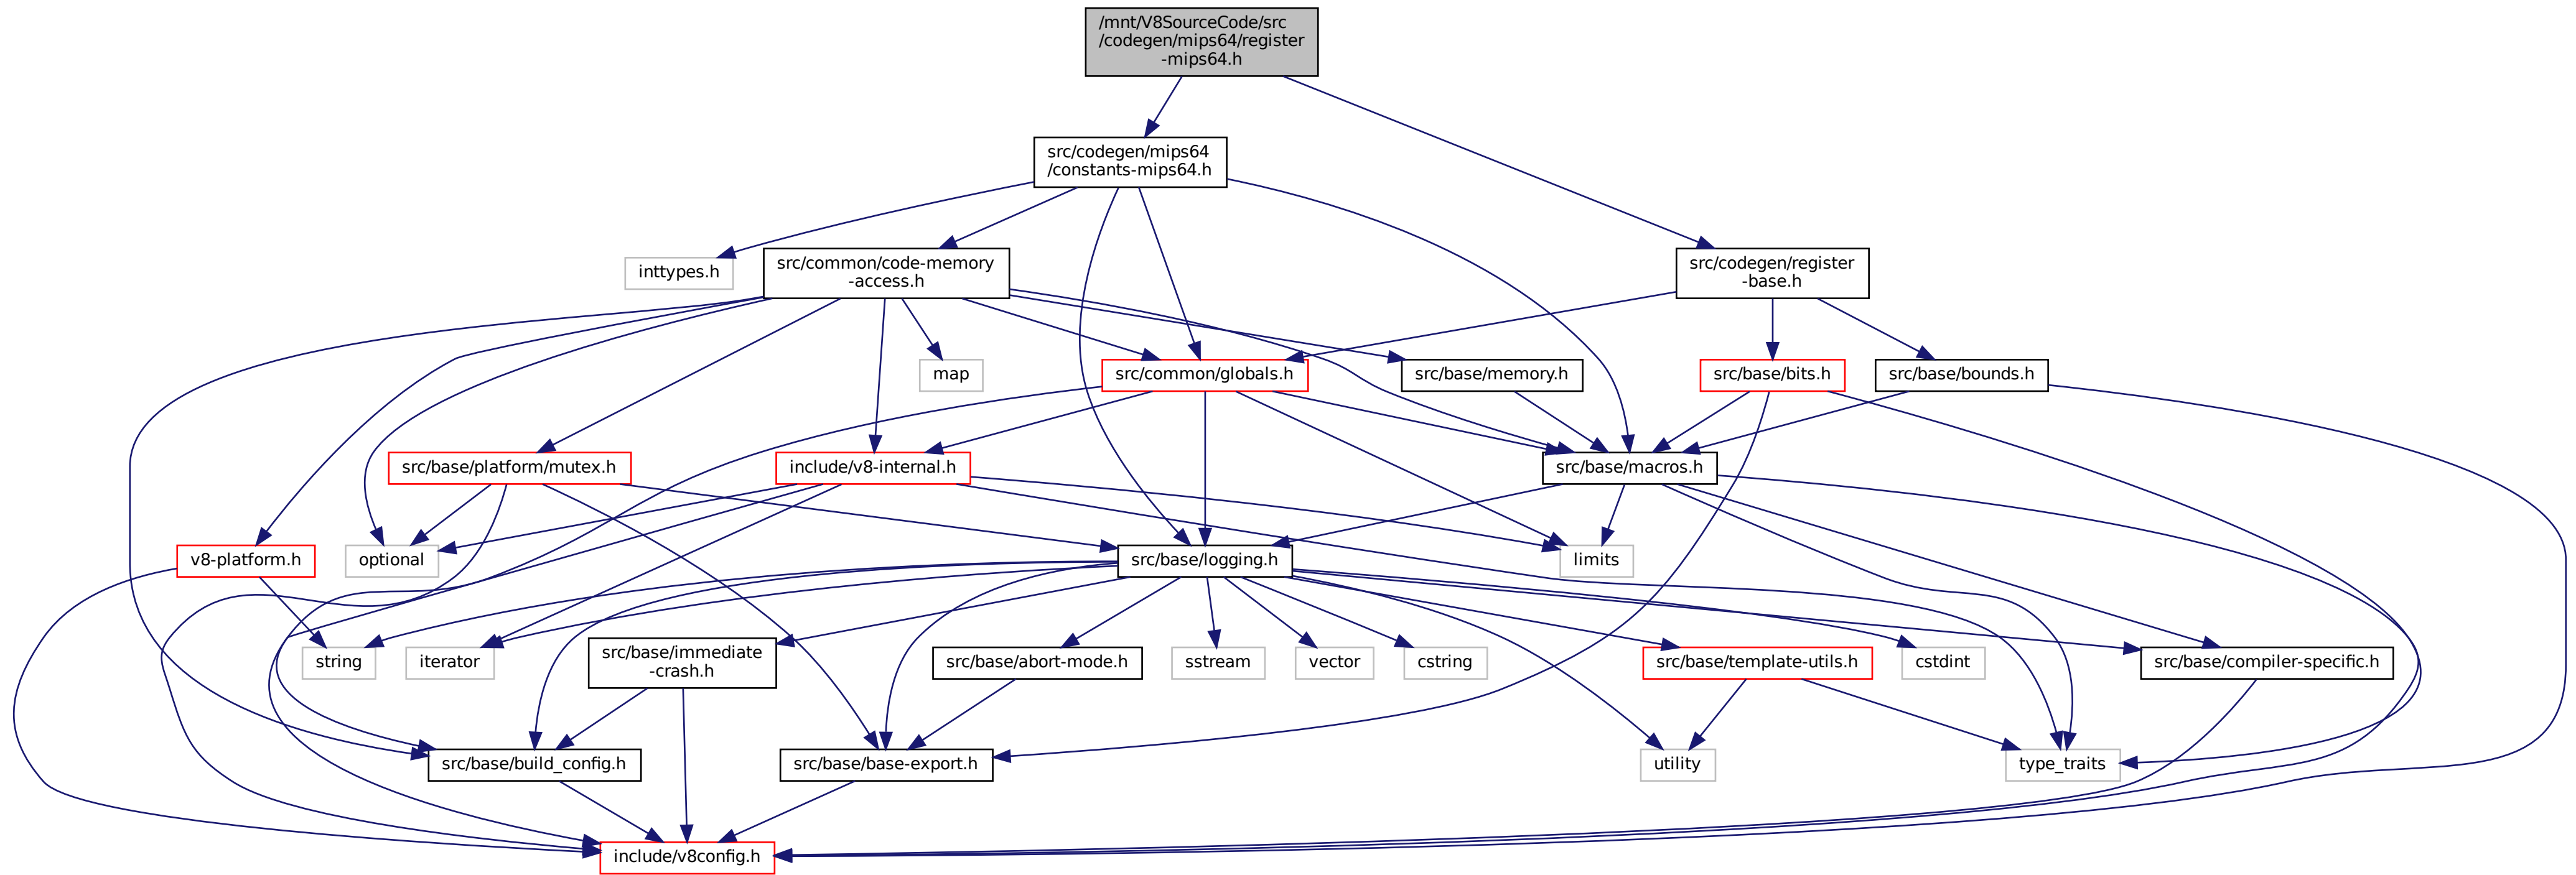 /mnt/V8SourceCode/src
/codegen/mips64/register
-mips64.h
src/codegen/mips64
/constants-mips64.h
inttypes.h
src/common/code-memory
-access.h
src/codegen/register
-base.h
map
src/common/globals.h
src/base/memory.h
src/base/bits.h
src/base/bounds.h
src/base/platform/mutex.h
include/v8-internal.h
src/base/macros.h
v8-platform.h
optional
src/base/logging.h
limits
string
iterator
src/base/immediate
-crash.h
src/base/abort-mode.h
sstream
vector
cstring
src/base/template-utils.h
cstdint
src/base/compiler-specific.h
src/base/build_config.h
src/base/base-export.h
utility
type_traits
include/v8config.h